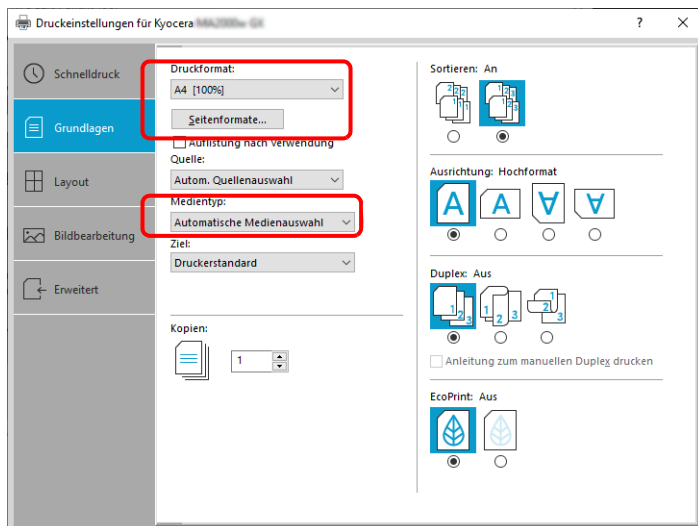 Druckeinstellungen für Kyocera
Schnelldruck
Grundlagen
Layout
Bildbearbeitung
Erweitert
Druckformat:
A4 [100%]
Seitenformate...
Auflistung nach Verwendung
Quelle:
Autom. Quellenauswahl
Medientyp:
Automatische Medienauswahl
Ziel:
Druckerstandard
Kopien:
1
Sortieren: An
Ausrichtung: Hochformat
Duplex: Aus
Anleitung zum manuellen Duplex drucken
EcoPrint: Aus